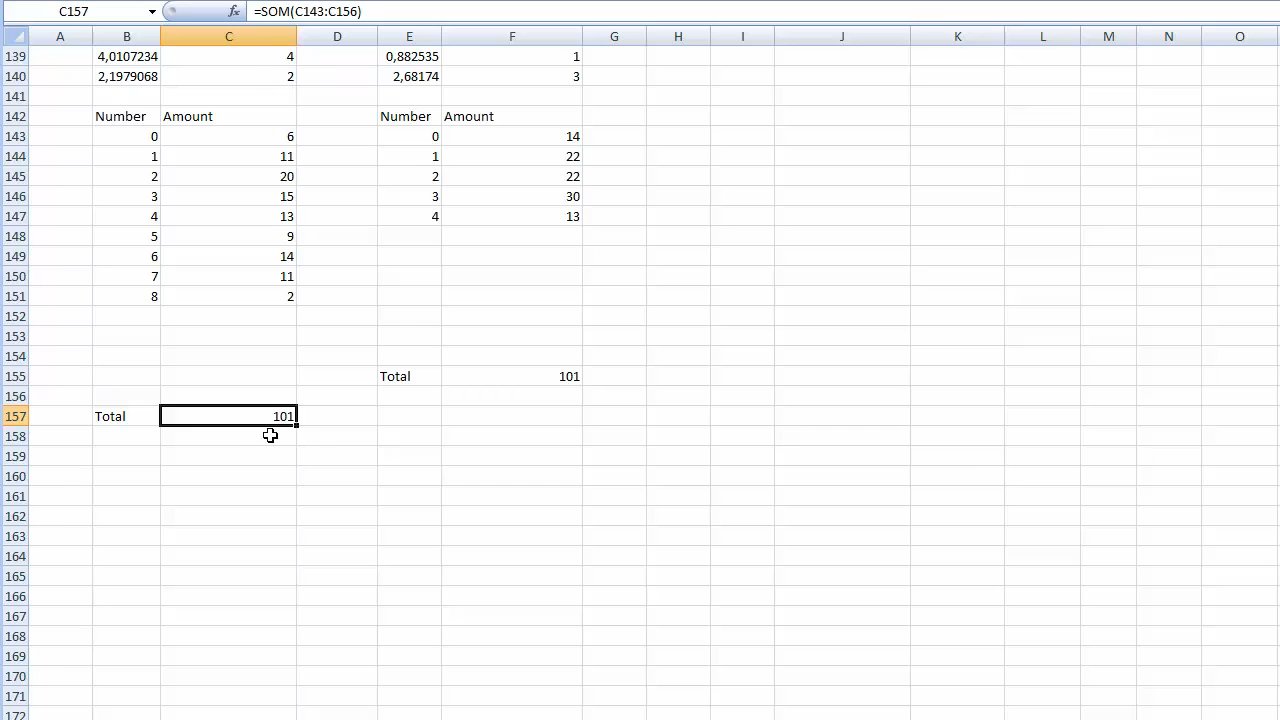 C157 fx =SOM(C143:C156)
A B C D E F G H I J K L M N O
139 4,0107234 4 0,882535 1
140 2,1979068 2 2,68174 3
141
142 Number Amount Number Amount
143 0 6 0 14
144 1 11 1 22
145 2 20 2 22
146 3 15 3 30
147 4 13 4 13
148 5 9
149 6 14
150 7 11
151 8 2
152
153
154
155 Total 101
156
157 Total 101
158
159
160
161
162
163
164
165
166
167
168
169
170
171
172